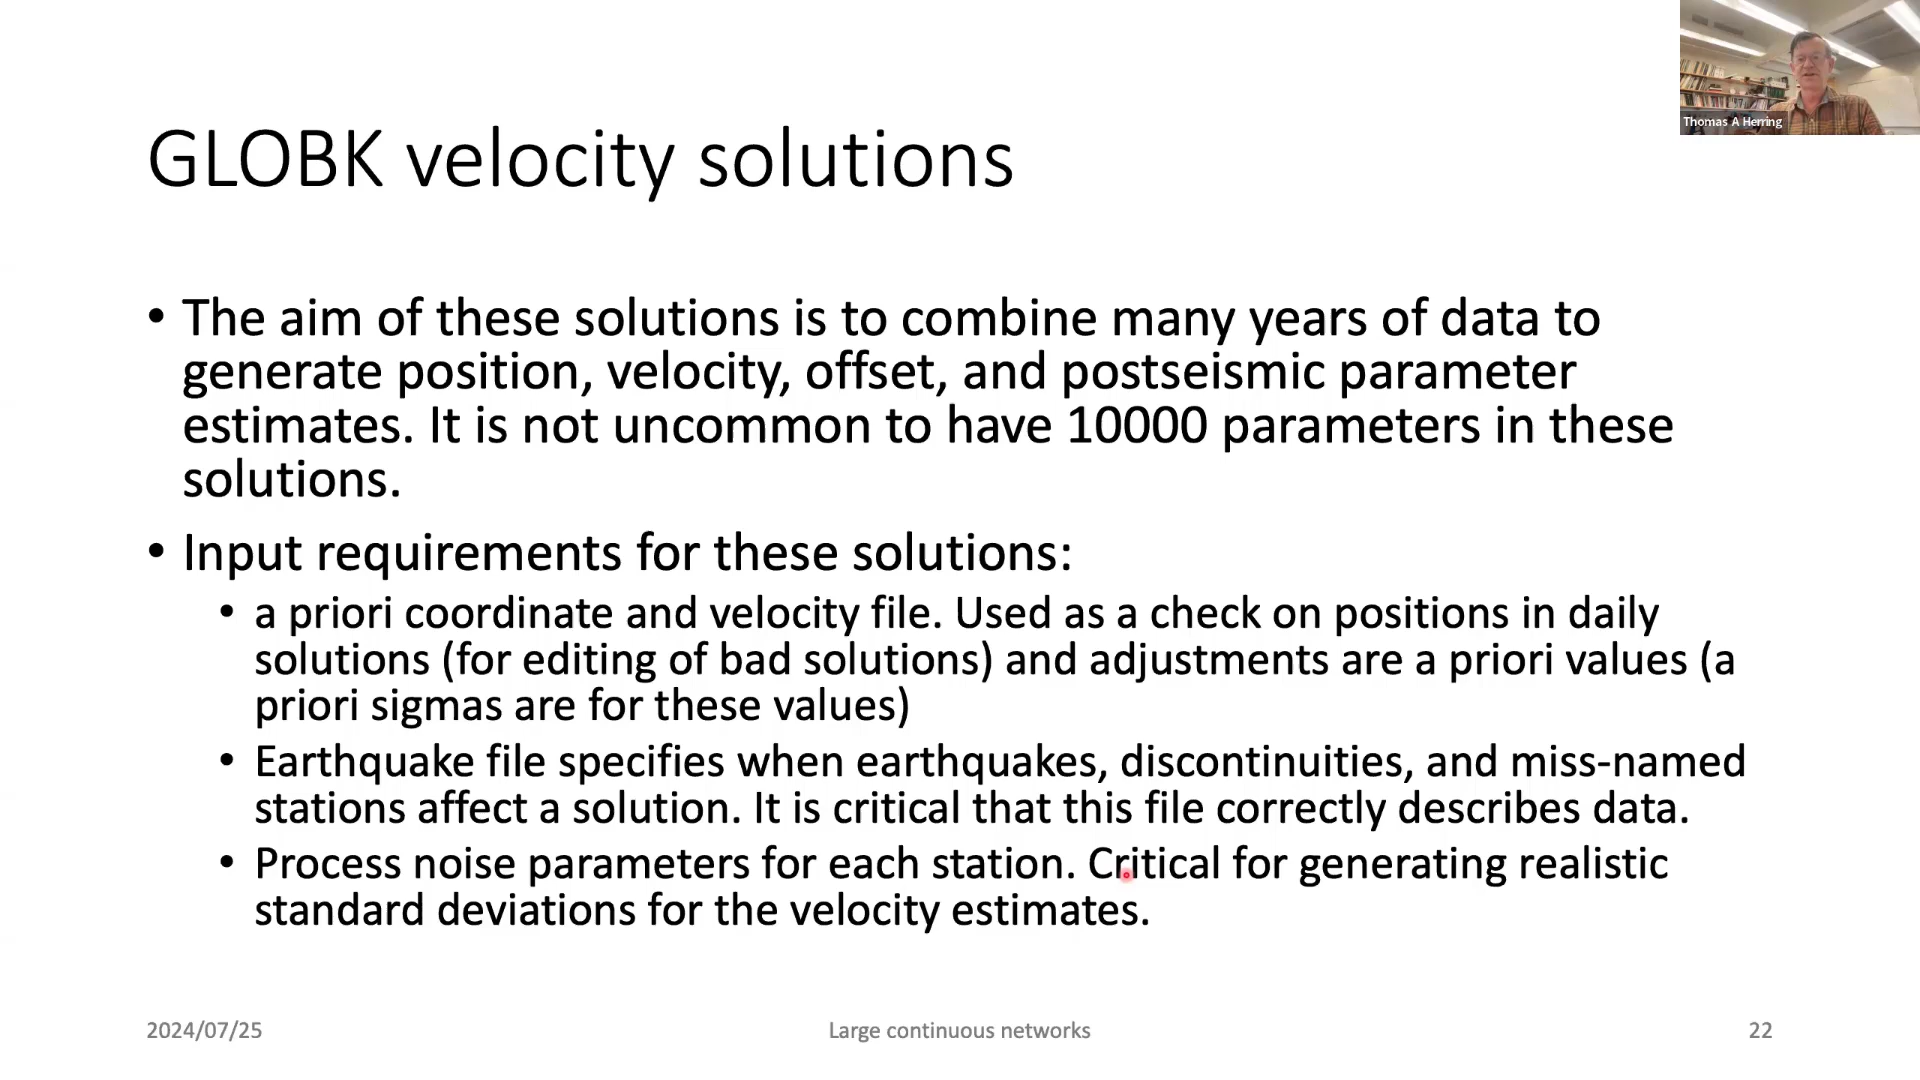 Thomas A Herring
GLOBK velocity solutions
• The aim of these solutions is to combine many years of data to
generate position, velocity, offset, and postseismic parameter
estimates. It is not uncommon to have 10000 parameters in these
solutions.
• Input requirements for these solutions:
• a priori coordinate and velocity file. Used as a check on positions in daily
solutions (for editing of bad solutions) and adjustments are a priori values (a
priori sigmas are for these values)
• Earthquake file specifies when earthquakes, discontinuities, and miss-named
stations affect a solution. It is critical that this file correctly describes data.
• Process noise parameters for each station. Critical for generating realistic
standard deviations for the velocity estimates.
2024/07/25
Large continuous networks
22